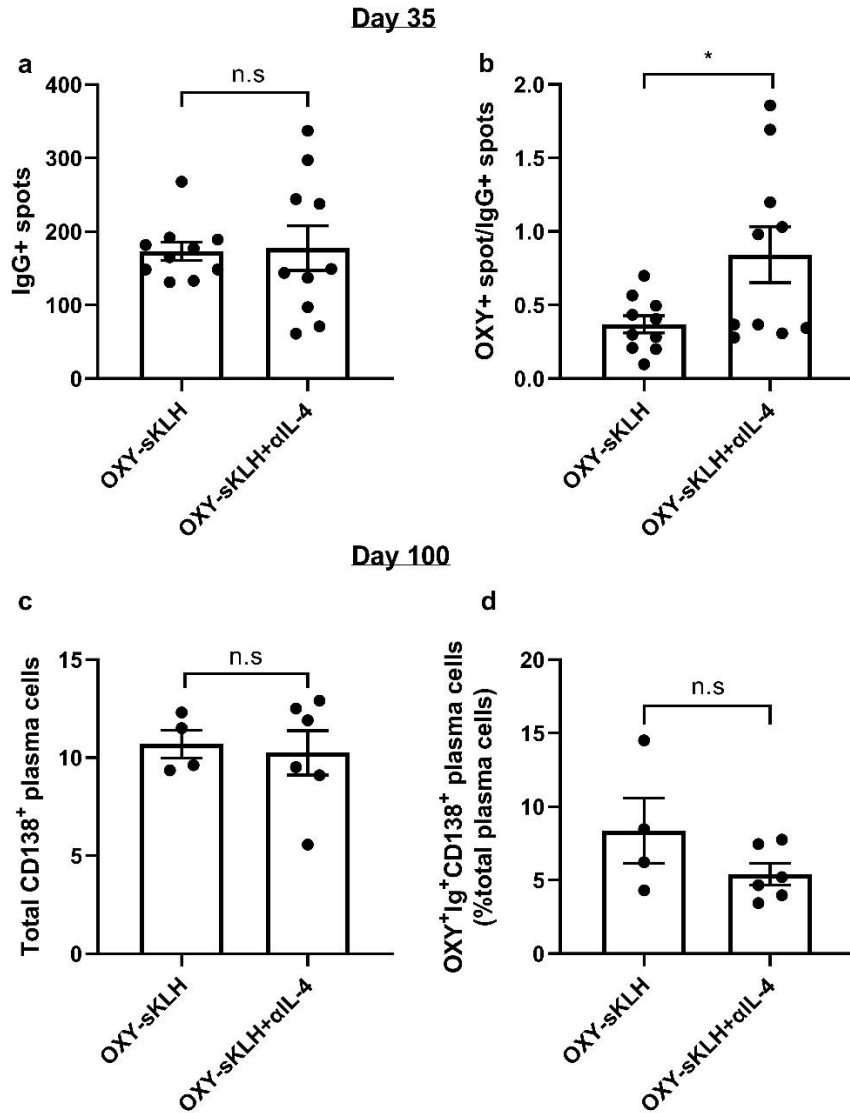 Day 35
a
400
300
200
100
0
IgG+ spots
n.s
OXY-sKLH
OXY-sKLH+αIL-4
b
2.0
1.5
1.0
0.5
0.0
OXY+ spot/IgG+ spots
*
OXY-sKLH
OXY-sKLH+αIL-4
Day 100
c
15
10
5
0
Total CD138⁺ plasma cells
n.s
OXY-sKLH
OXY-sKLH+αIL-4
d
20
15
10
5
0
OXY⁺Ig⁺CD138⁺ plasma cells
(%total plasma cells)
n.s
OXY-sKLH
OXY-sKLH+αIL-4